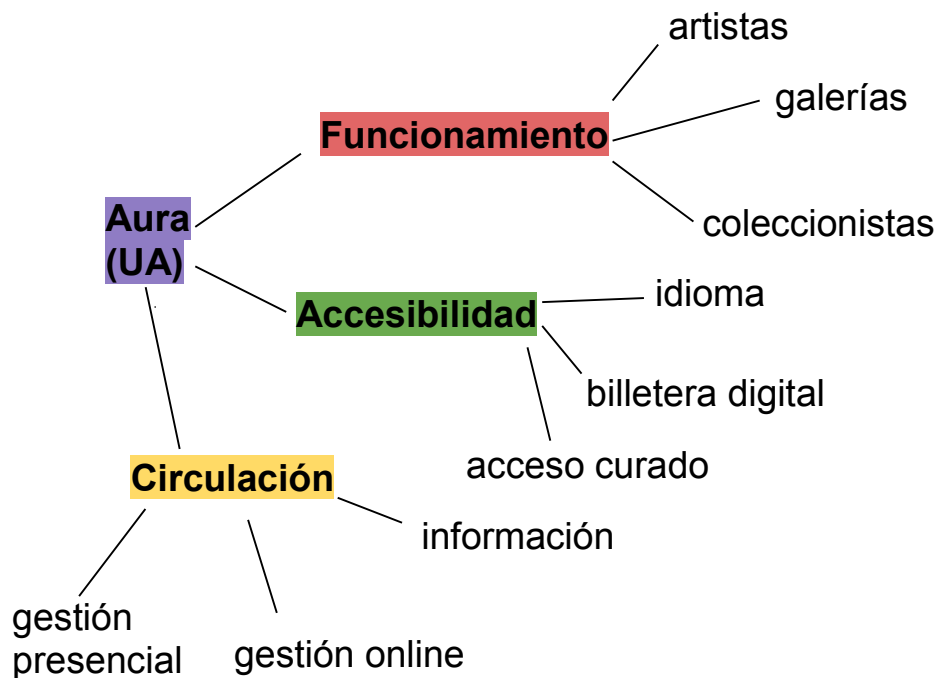 artistas
galerías
Funcionamiento
coleccionistas
Aura
(UA)
idioma
Accesibilidad
billetera digital
acceso curado
Circulación
información
gestión
presencial
gestión online